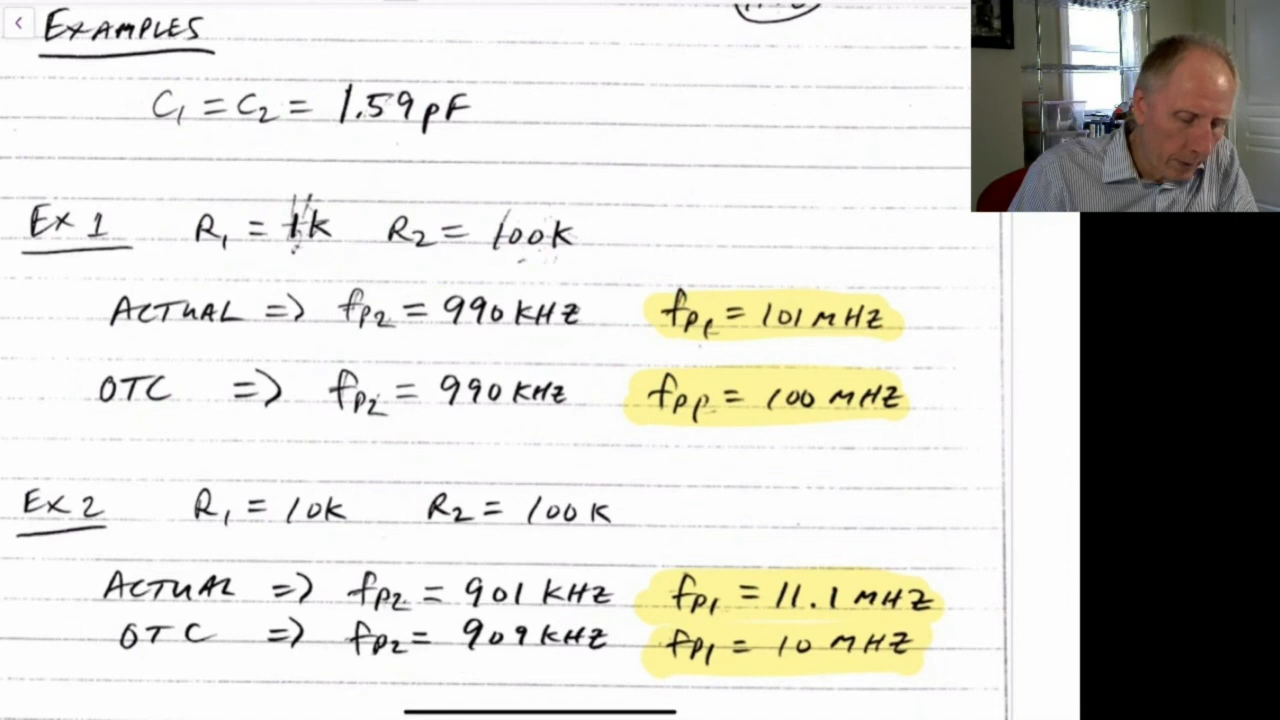 EXAMPLES
C1 = C2 = 1.59pF
Ex 1 R1 = 1k R2 = 100k
ACTUAL => fP2 = 990 KHZ fP1 = 101 MHZ
OTC => fP2 = 990 KHZ fP1 = 100 MHZ
Ex 2 R1 = 10k R2 = 100K
ACTUAL => fP2 = 901 KHZ fP1 = 11.1 MHZ
OTC => fP2 = 909 KHZ fP1 = 10 MHZ